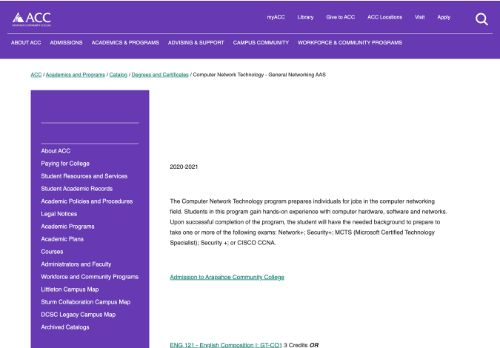 ACC
myACC Library Give to ACC ACC Locations Visit Apply
ABOUT ACC ADMISSIONS ACADEMICS & PROGRAMS ADVISING & SUPPORT CAMPUS COMMUNITY WORKFORCE & COMMUNITY PROGRAMS
ACC / Academics and Programs / Catalog / Degrees and Certificates / Computer Network Technology - General Networking AAS
About ACC
Paying for College
Student Resources and Services
Student Academic Records
Academic Policies and Procedures
Legal Notices
Academic Programs
Academic Plans
Courses
Administrators and Faculty
Workforce and Community Programs
Littleton Campus Map
Sturm Collaboration Campus Map
DCSC Legacy Campus Map
Archived Catalogs
2020-2021
The Computer Network Technology program prepares individuals for jobs in the computer networking
field. Students in this program gain hands-on experience with computer hardware, software and networks.
Upon successful completion of the program, the student will have the needed background to prepare to
take one or more of the following exams: Network+; Security+; MCTS (Microsoft Certified Technology
Specialist); Security +; or CISCO CCNA.
Admission to Arapahoe Community College
ENG 121 - English Composition I: GT-CO1 3 Credits OR